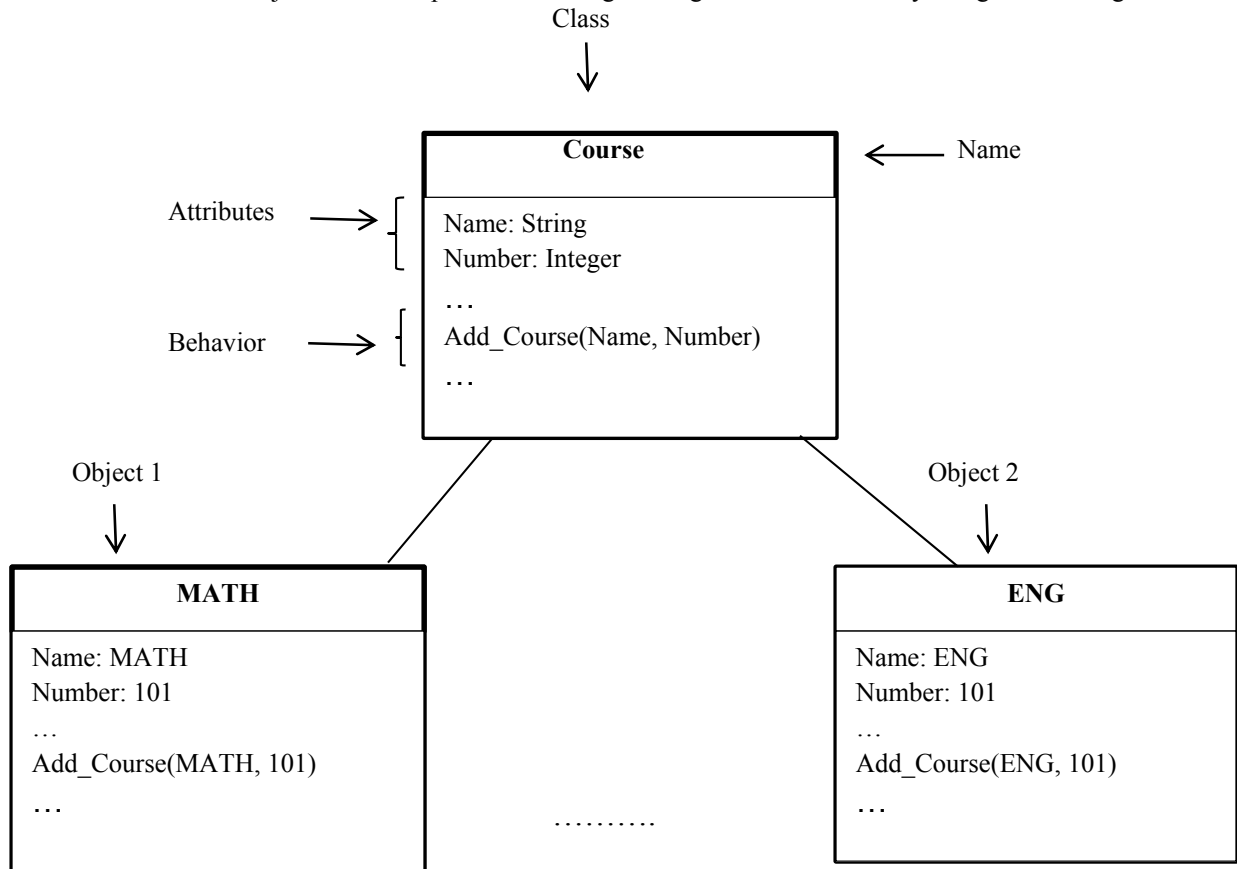 Class
Course
Name
Attributes
Name: String
Number: Integer
…
Behavior
Add_Course(Name, Number)
…
Object 1
Object 2
MATH
Name: MATH
Number: 101
…
Add_Course(MATH, 101)
…
……….
ENG
Name: ENG
Number: 101
…
Add_Course(ENG, 101)
…